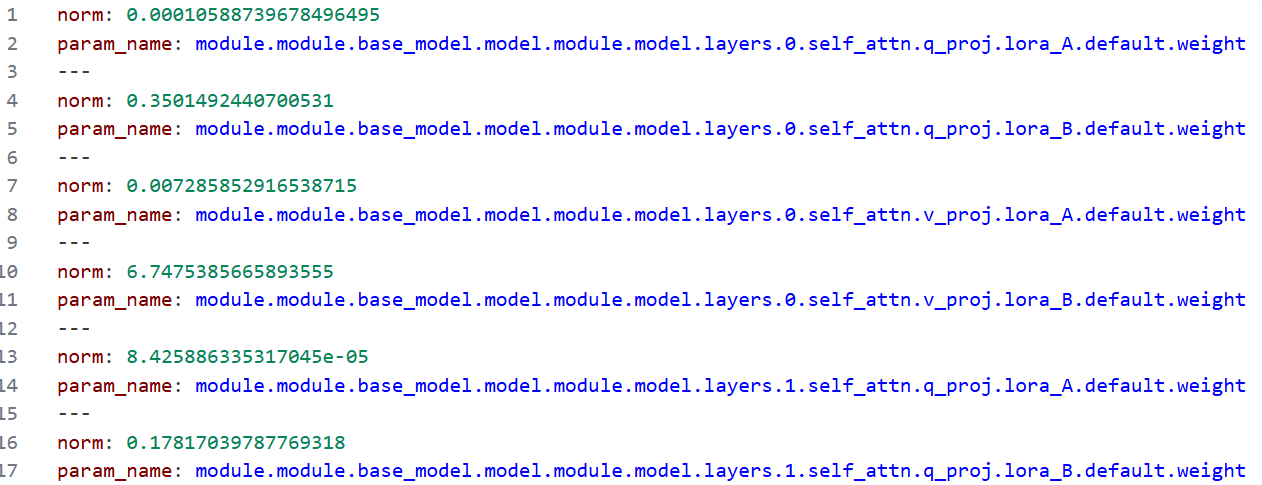 1 norm: 0.00010588739678496495
2 param_name: module.module.base_model.model.module.model.layers.0.self_attn.q_proj.lora_A.default.weight
3 ---
4 norm: 0.3501492440700531
5 param_name: module.module.base_model.model.module.model.layers.0.self_attn.q_proj.lora_B.default.weight
6 ---
7 norm: 0.007285852916538715
8 param_name: module.module.base_model.model.module.model.layers.0.self_attn.v_proj.lora_A.default.weight
9 ---
10 norm: 6.7475385665893555
11 param_name: module.module.base_model.model.module.model.layers.0.self_attn.v_proj.lora_B.default.weight
12 ---
13 norm: 8.425886335317045e-05
14 param_name: module.module.base_model.model.module.model.layers.1.self_attn.q_proj.lora_A.default.weight
15 ---
16 norm: 0.17817039787769318
17 param_name: module.module.base_model.model.module.model.layers.1.self_attn.q_proj.lora_B.default.weight